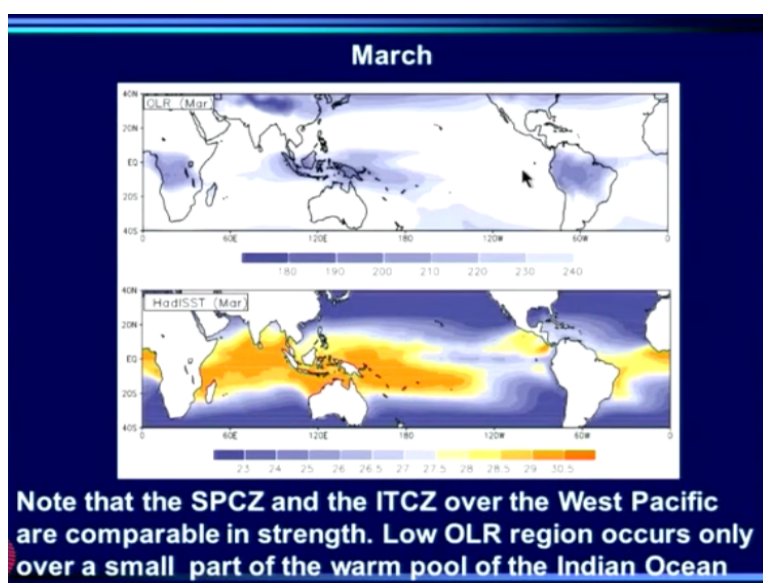 March
40N
OLR (Mar)
20N
EQ
20S
40S
0 60E 120E 180 120W 60W 0
180 190 200 210 220 230 240
40N
HadISST (Mar)
20N
EQ
20S
40S
0 60E 120E 180 120W 60W 0
23 24 25 26 26.5 27 27.5 28 28.5 29 30.5
Note that the SPCZ and the ITCZ over the West Pacific
are comparable in strength. Low OLR region occurs only
over a small part of the warm pool of the Indian Ocean